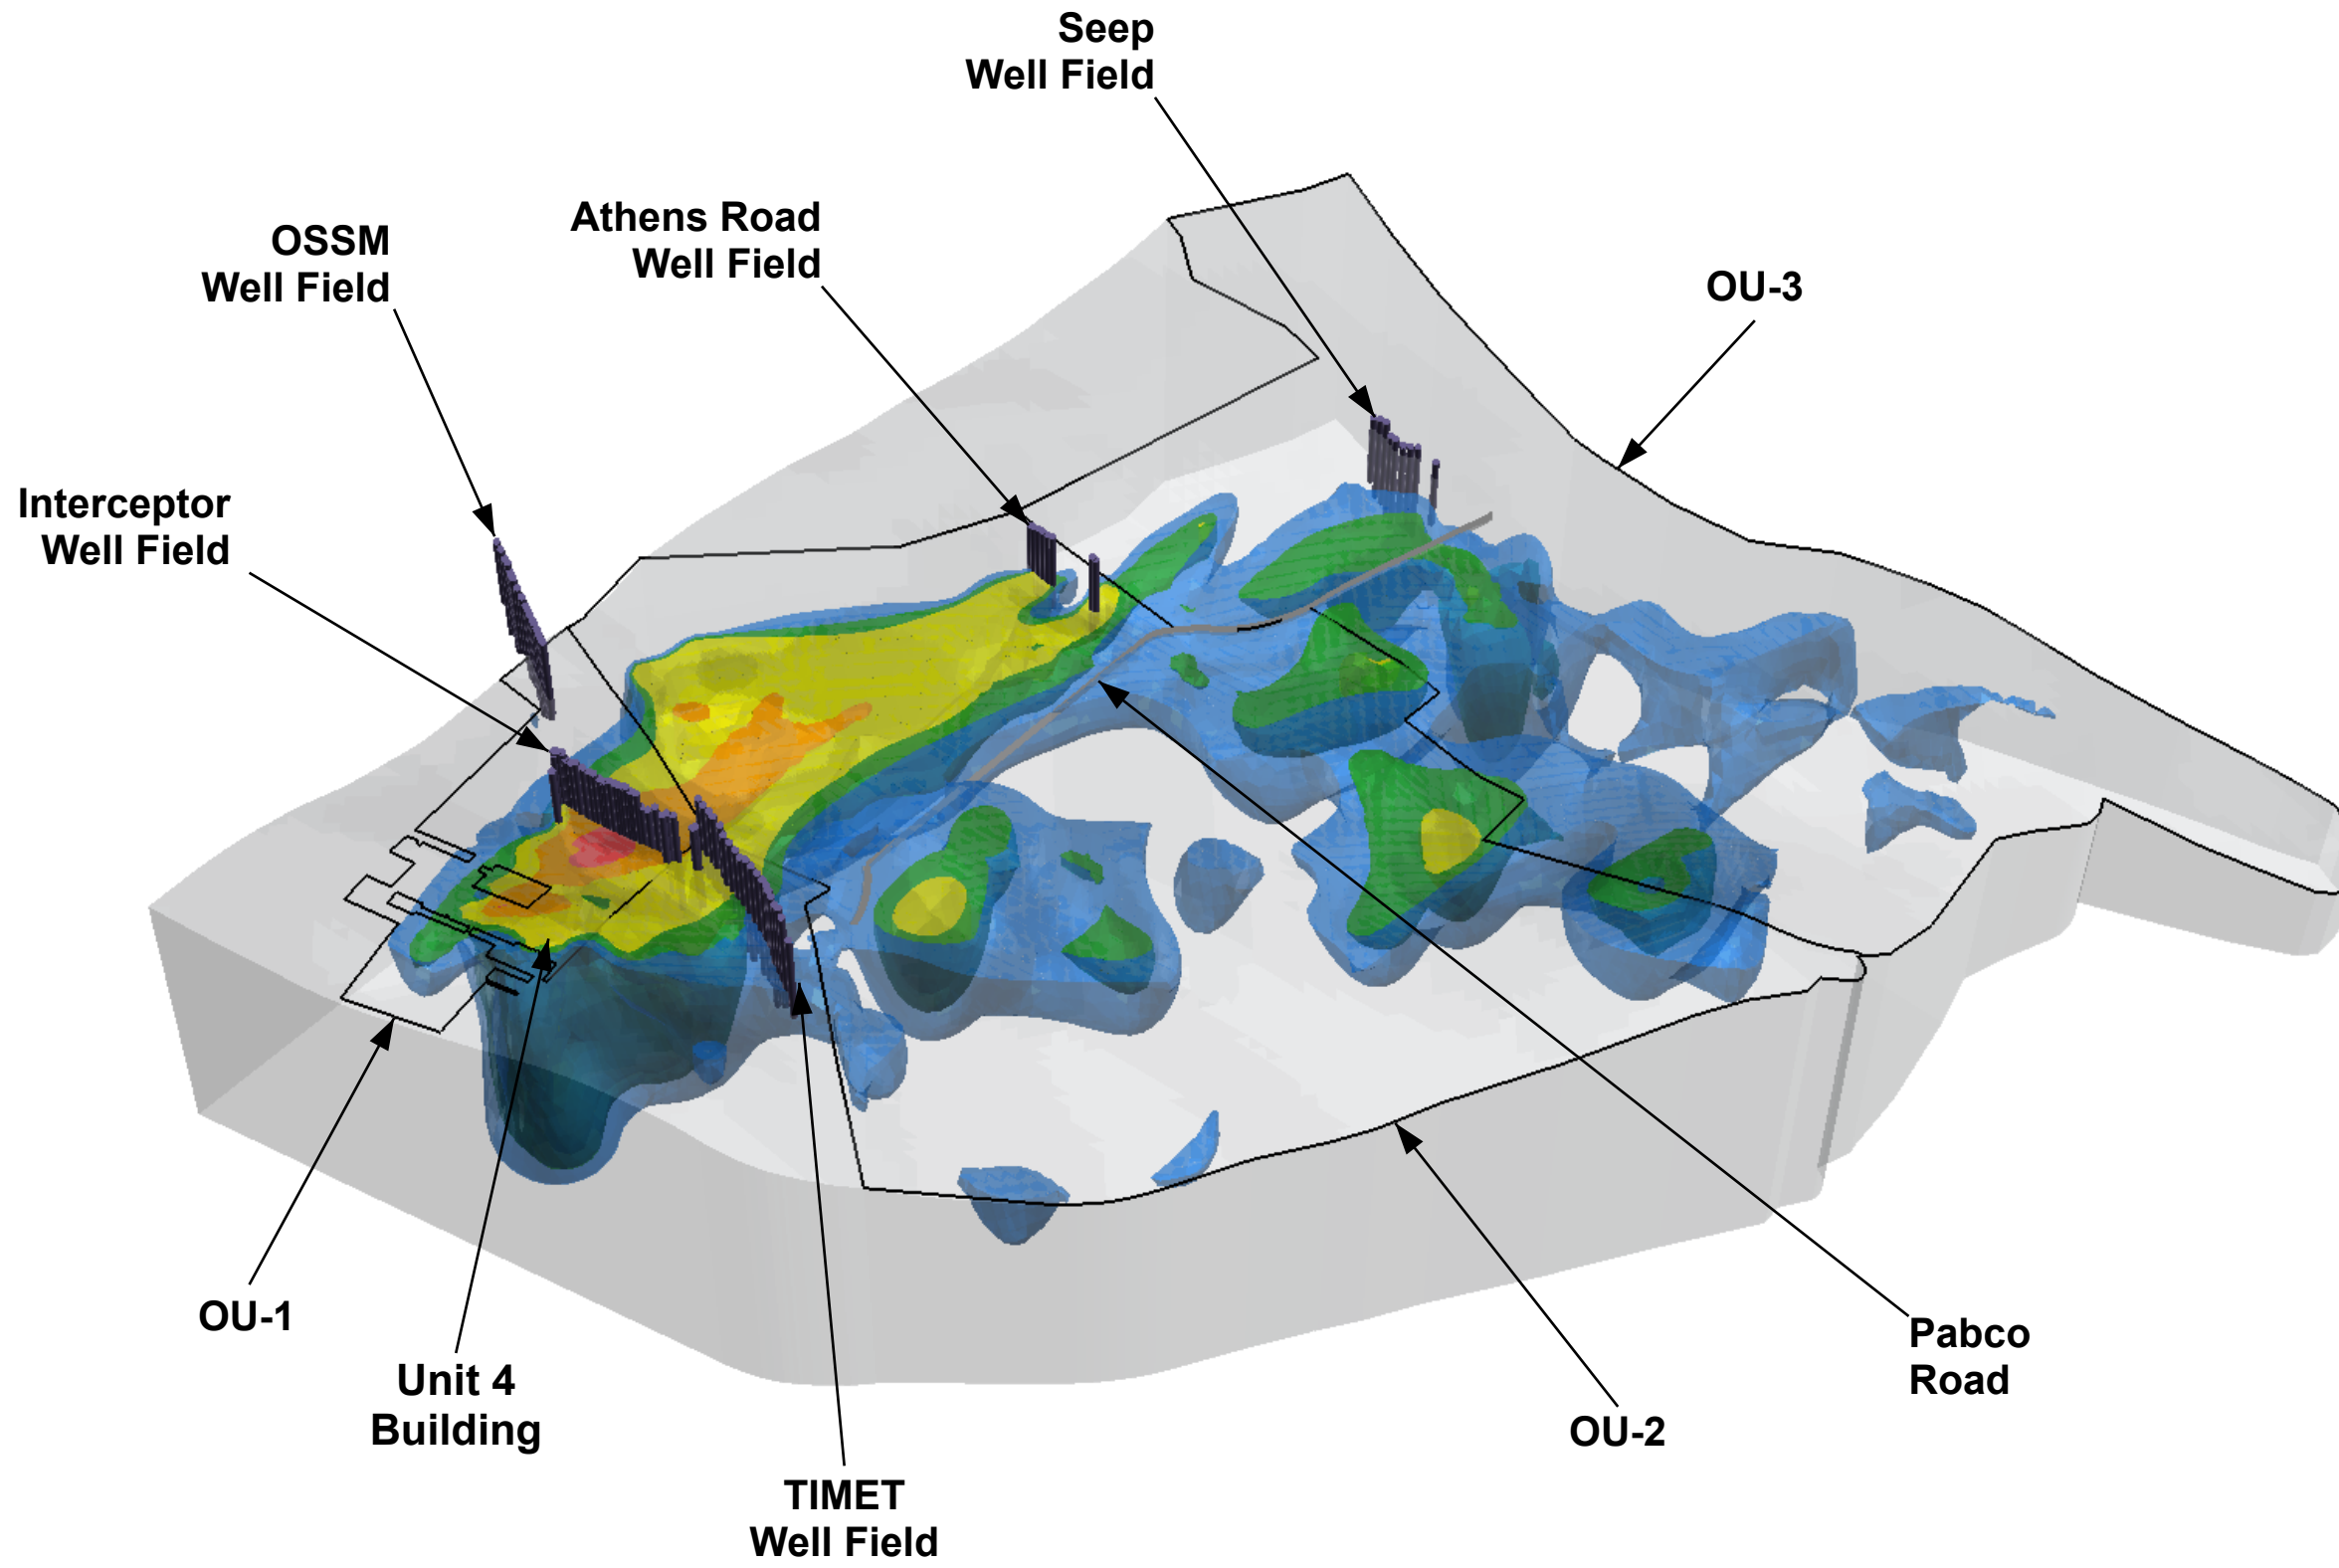 Seep
Well Field
Athens Road
Well Field
OSSM
Well Field
OU-3
Interceptor
Well Field
OU-1
Unit 4
Building
Pabco
Road
OU-2
TIMET
Well Field